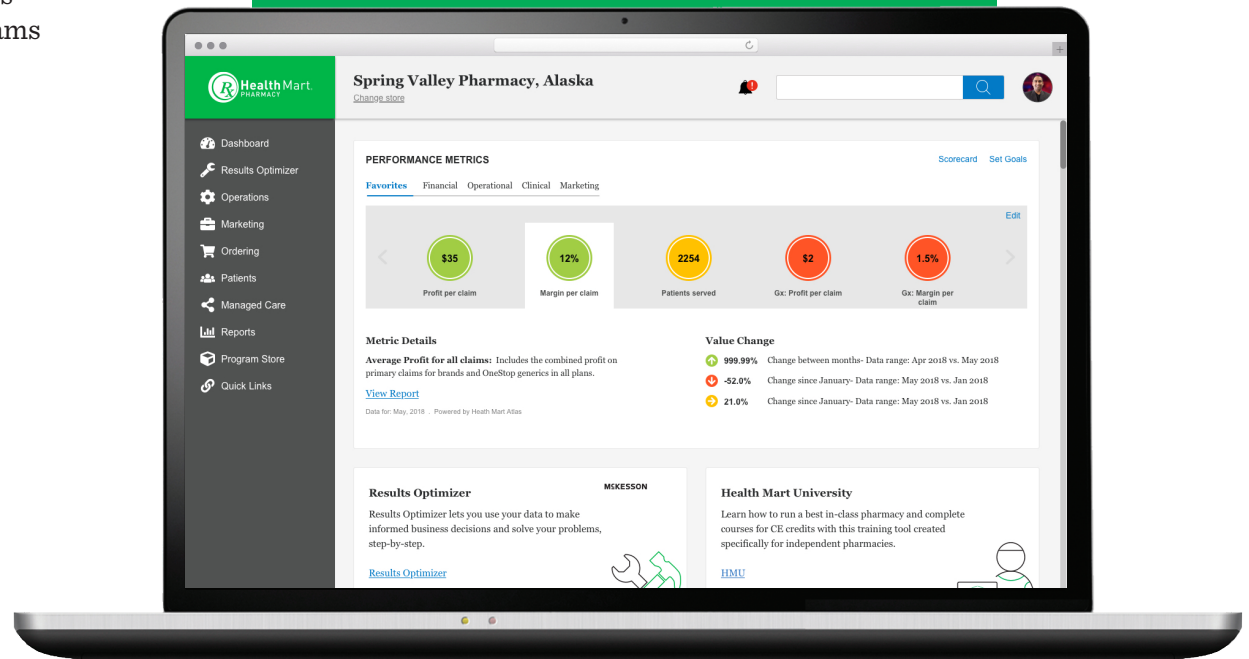 ams
HealthMart.
PHARMACY
Spring Valley Pharmacy, Alaska
Change store
Dashboard
Results Optimizer
Operations
Marketing
Ordering
Patients
Managed Care
Reports
Program Store
Quick Links
PERFORMANCE METRICS
Scorecard Set Goals
Favorites Financial Operational Clinical Marketing
Edit
$35
Profit per claim
12%
Margin per claim
2254
Patients served
$2
Gx: Profit per claim
1.5%
Gx: Margin per
claim
Metric Details
Average Profit for all claims: Includes the combined profit on
primary claims for brands and OneStop generics in all plans.
View Report
Data for: May, 2018 . Powered by Heath Mart Atlas
Value Change
999.99% Change between months- Data range: Apr 2018 vs. May 2018
-52.0% Change since January- Data range: May 2018 vs. Jan 2018
21.0% Change since January- Data range: May 2018 vs. Jan 2018
Results Optimizer
MCKESSON
Results Optimizer lets you use your data to make
informed business decisions and solve your problems,
step-by-step.
Results Optimizer
Health Mart University
Learn how to run a best in-class pharmacy and complete
courses for CE credits with this training tool created
specifically for independent pharmacies.
HMU